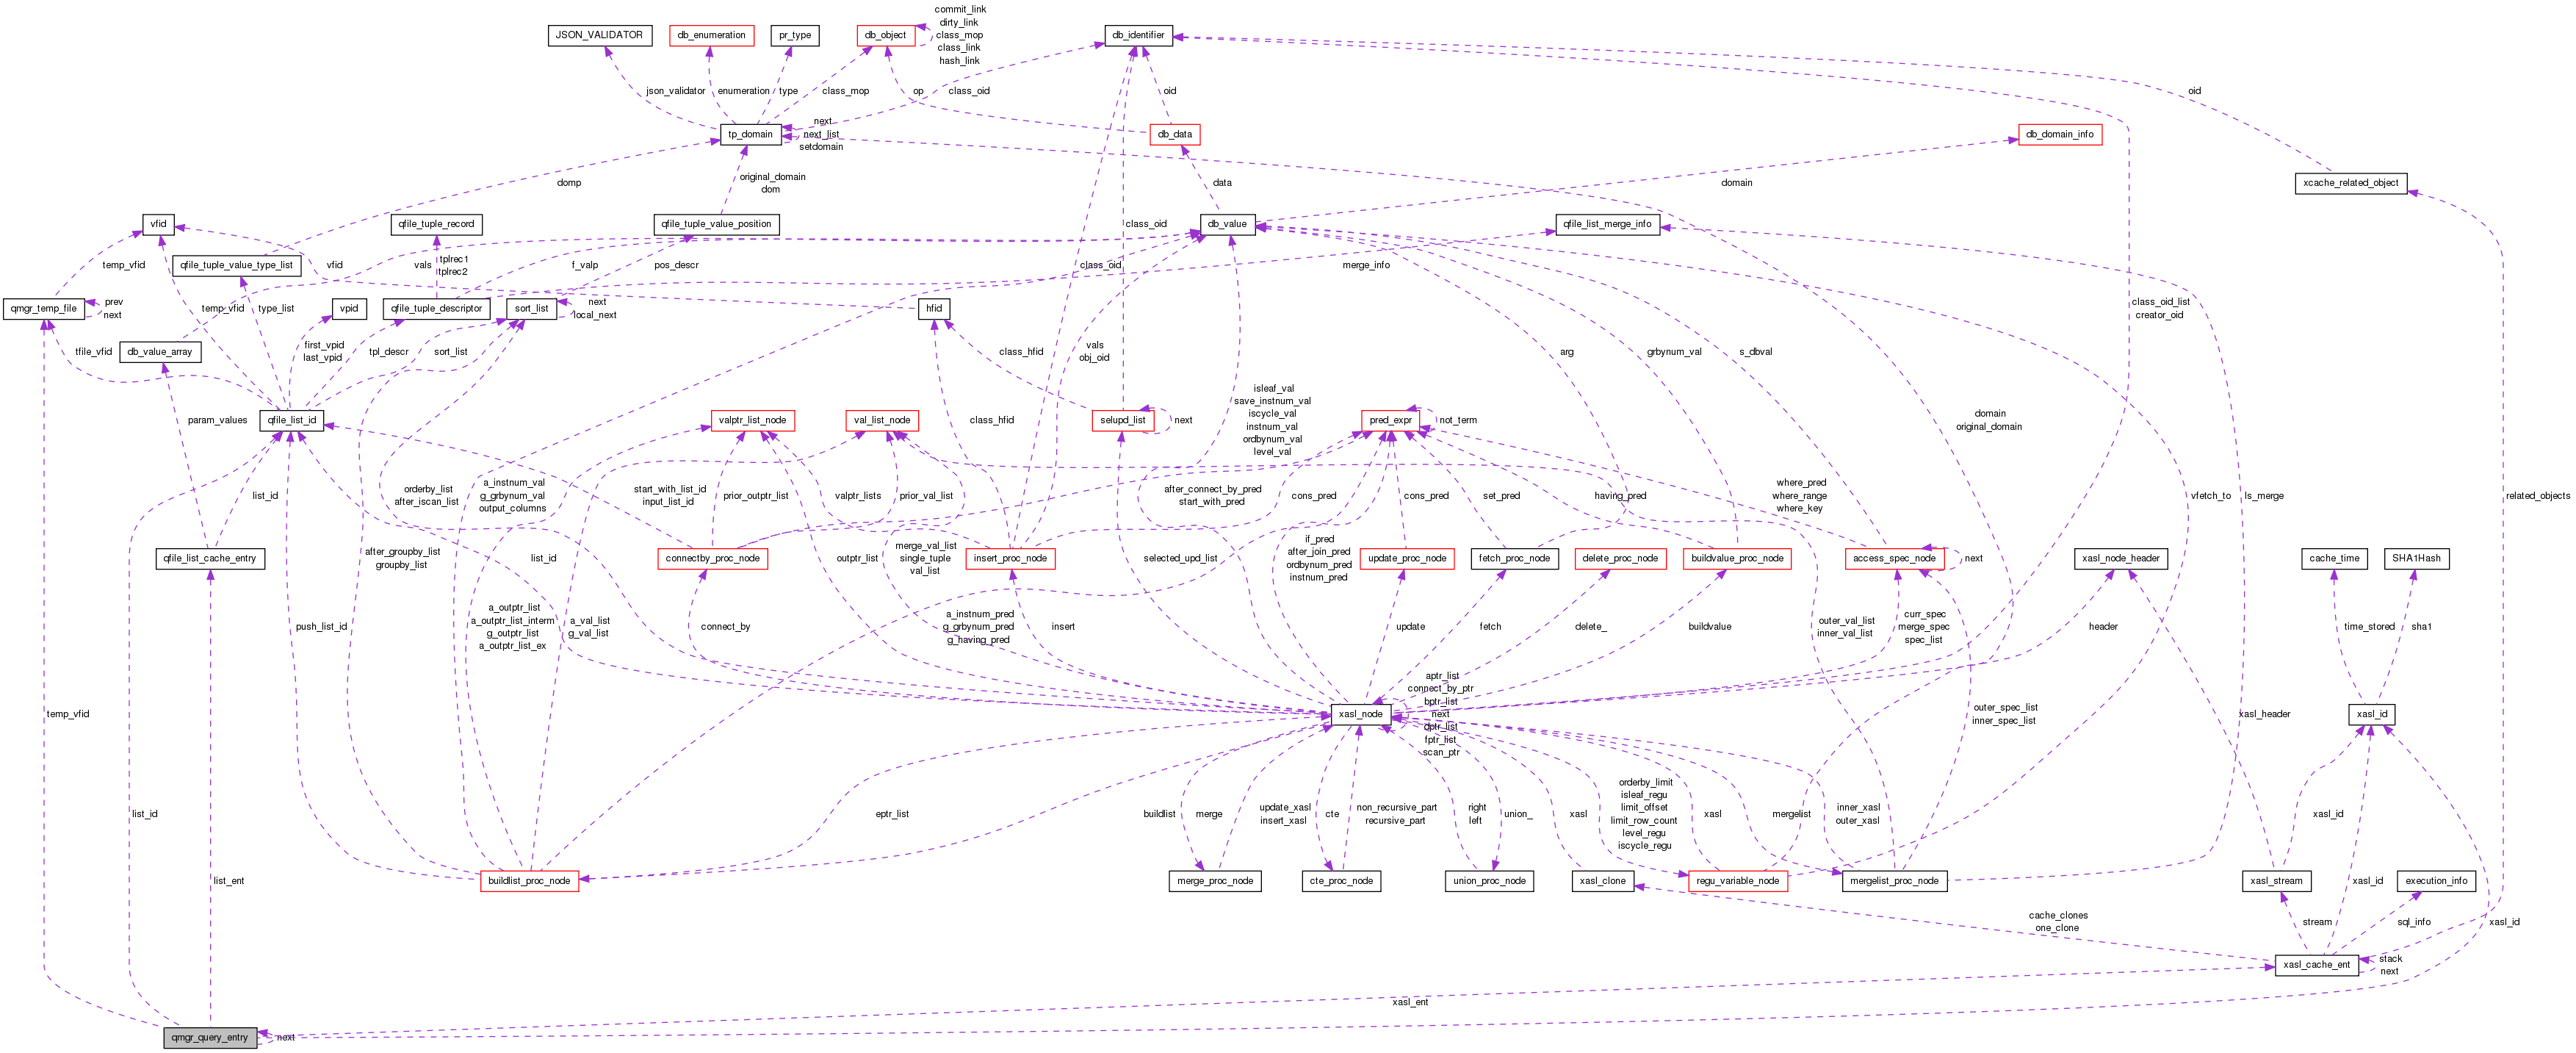 commit_link
dirty_link
class_mop
class_link
hash_link
JSON_VALIDATOR
db_enumeration
pr_type
db_object
db_identifier
json_validator
enumeration
type
class_mop
op
class_oid
oid
oid
next
next_list
setdomain
tp_domain
db_data
db_domain_info
original_domain
dom
domp
data
domain
xcache_related_object
vfid
qfile_tuple_record
qfile_tuple_value_position
class_oid
db_value
qfile_list_merge_info
temp_vfid
qfile_tuple_value_type_list
vfid
vals
tplrec1
tplrec2
f_valp
pos_descr
class_oid
merge_info
qmgr_temp_file
prev
next
temp_vfid
type_list
vpid
qfile_tuple_descriptor
sort_list
next
local_next
hfid
class_oid_list
creator_oid
tfile_vfid
db_value_array
first_vpid
last_vpid
tpl_descr
sort_list
class_hfid
vals
obj_oid
arg
grbynum_val
s_dbval
param_values
qfile_list_id
valptr_list_node
val_list_node
class_hfid
selupd_list
next
isleaf_val
save_instnum_val
iscycle_val
instnum_val
ordbynum_val
level_val
pred_expr
not_term
domain
original_domain
list_id
orderby_list
after_iscan_list
a_instnum_val
g_grbynum_val
output_columns
start_with_list_id
input_list_id
prior_outptr_list
valptr_lists
prior_val_list
after_connect_by_pred
start_with_pred
cons_pred
cons_pred
set_pred
having_pred
where_pred
where_range
where_key
vfetch_to
ls_merge
related_objects
qfile_list_cache_entry
after_groupby_list
groupby_list
list_id
connectby_proc_node
outptr_list
merge_val_list
single_tuple
val_list
insert_proc_node
selected_upd_list
if_pred
after_join_pred
ordbynum_pred
instnum_pred
update_proc_node
fetch_proc_node
delete_proc_node
buildvalue_proc_node
access_spec_node
next
xasl_node_header
cache_time
SHA1Hash
push_list_id
a_outptr_list
a_outptr_list_interm
g_outptr_list
a_outptr_list_ex
a_val_list
g_val_list
connect_by
a_instnum_pred
g_grbynum_pred
g_having_pred
insert
update
fetch
delete_
buildvalue
outer_val_list
inner_val_list
curr_spec
merge_spec
spec_list
header
time_stored
sha1
temp_vfid
xasl_node
aptr_list
connect_by_ptr
bptr_list
next
dptr_list
fptr_list
scan_ptr
outer_spec_list
inner_spec_list
xasl_header
xasl_id
list_id
eptr_list
buildlist
merge
update_xasl
insert_xasl
cte
non_recursive_part
recursive_part
right
left
union_
xasl
orderby_limit
isleaf_regu
limit_offset
limit_row_count
level_regu
iscycle_regu
xasl
mergelist
inner_xasl
outer_xasl
xasl_id
list_ent
buildlist_proc_node
merge_proc_node
cte_proc_node
union_proc_node
xasl_clone
regu_variable_node
mergelist_proc_node
xasl_stream
xasl_id
execution_info
cache_clones
one_clone
stream
sql_info
xasl_id
xasl_cache_ent
stack
next
xasl_ent
qmgr_query_entry
next